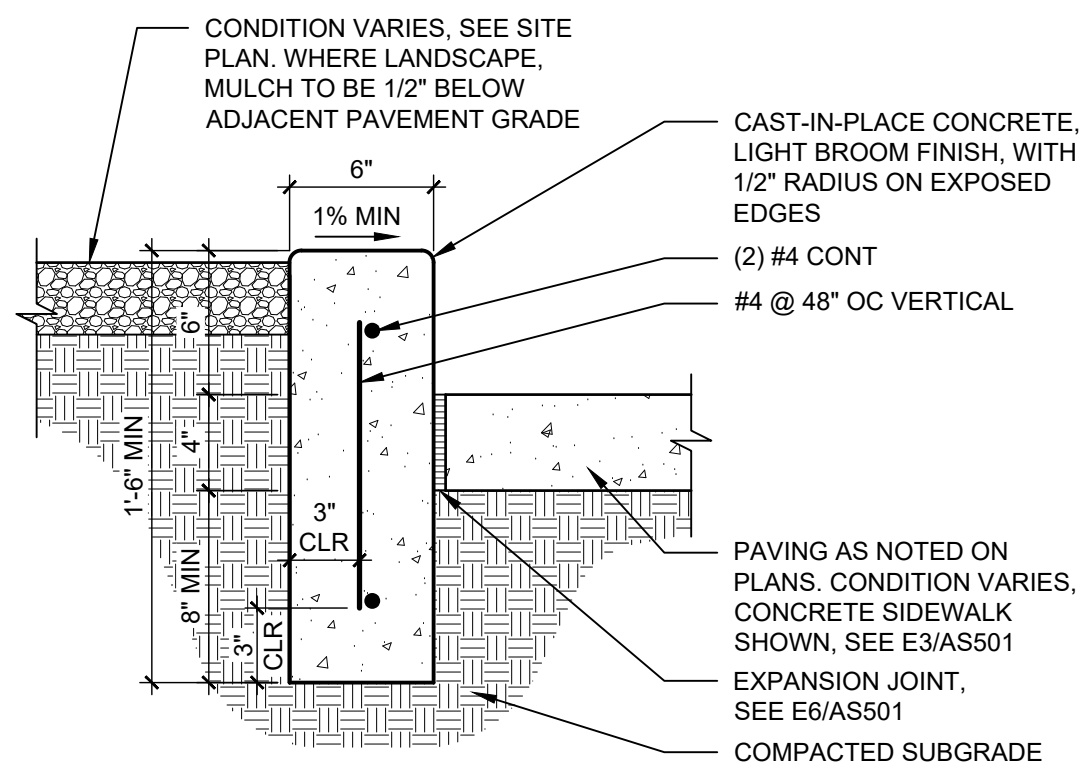 CONDITION VARIES, SEE SITE
PLAN. WHERE LANDSCAPE,
MULCH TO BE 1/2" BELOW
ADJACENT PAVEMENT GRADE
6"
1% MIN
CAST-IN-PLACE CONCRETE,
LIGHT BROOM FINISH, WITH
1/2" RADIUS ON EXPOSED
EDGES
(2) #4 CONT
#4 @ 48" OC VERTICAL
6"
4"
1'-6" MIN
8" MIN
3"
CLR
3"
CLR
PAVING AS NOTED ON
PLANS. CONDITION VARIES,
CONCRETE SIDEWALK
SHOWN, SEE E3/AS501
EXPANSION JOINT,
SEE E6/AS501
COMPACTED SUBGRADE